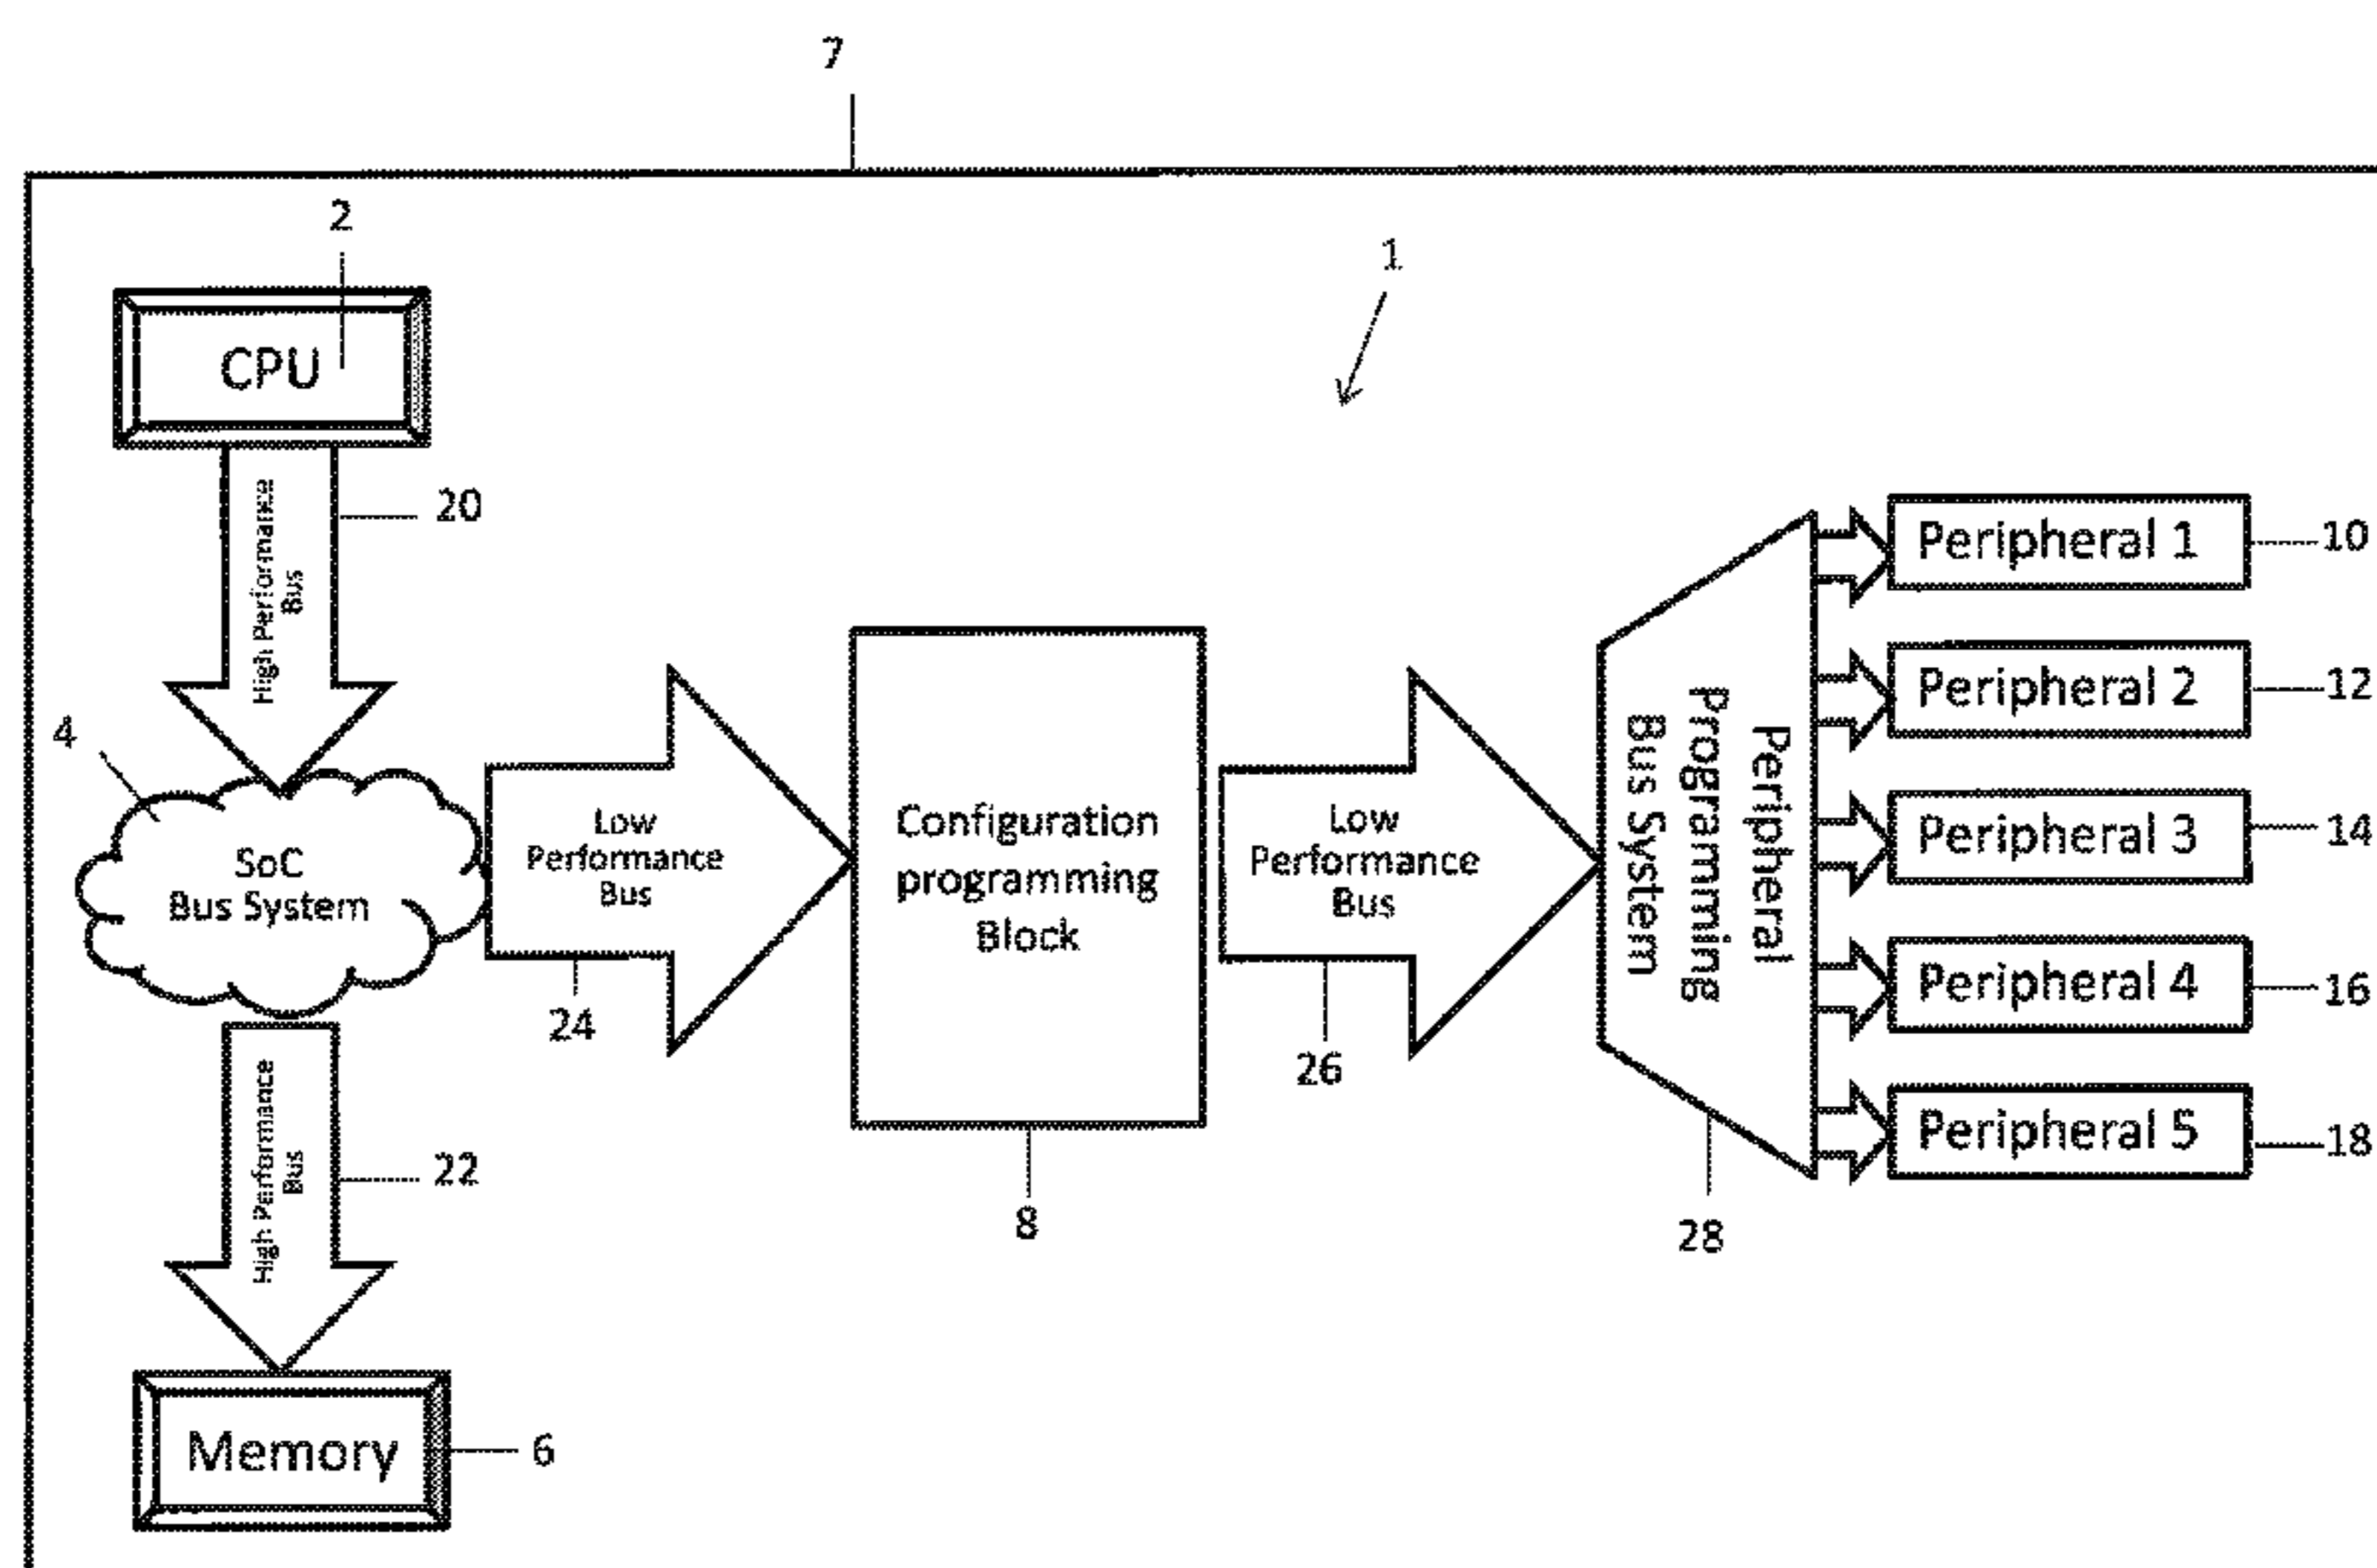 7
2
1
CPU
20
High Performance
Bus
4
SoC
Bus System
Low
Performance
Bus
24
Configuration
programming
Block
8
Low
Performance
Bus
26
Peripheral
Programming
Bus System
28
Peripheral 1
10
Peripheral 2
12
Peripheral 3
14
Peripheral 4
16
Peripheral 5
18
High Performance
Bus
22
Memory
6